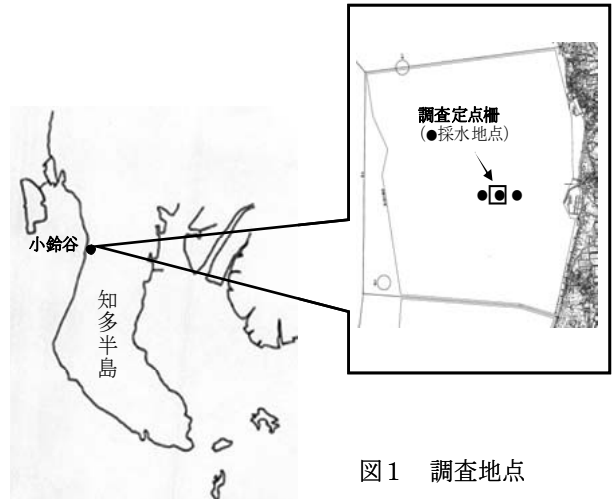 調査定点柵
(●採水地点)
小鈴谷
知多半島
図1 調査地点